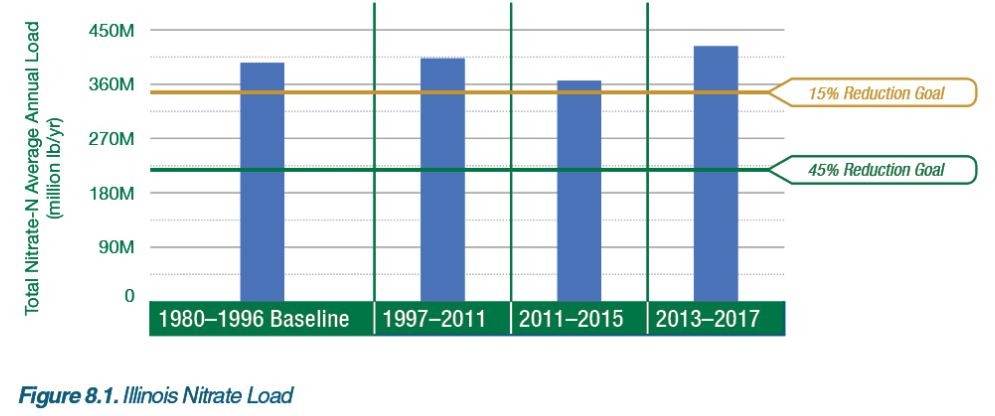 Total Nitrate-N Average Annual Load
(million lb/yr)
450M
360M
270M
180M
90M
0
15% Reduction Goal
45% Reduction Goal
1980–1996 Baseline
1997–2011
2011–2015
2013–2017
Figure 8.1. Illinois Nitrate Load